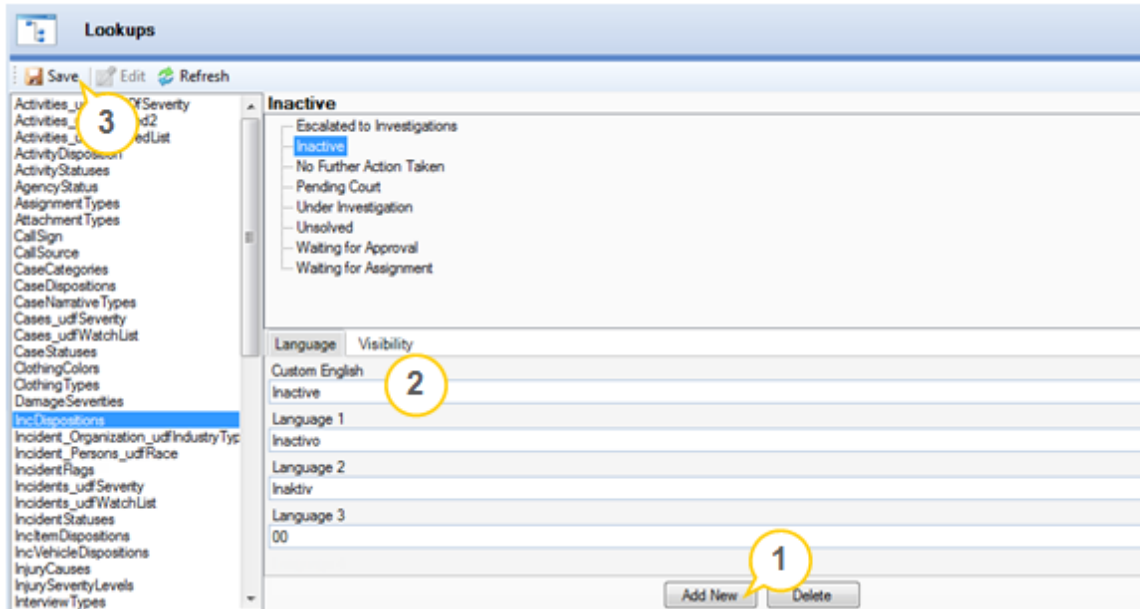 Lookups
Save Edit Refresh
3
Activities_u DfSeverity
Activities_ d2
Activities_u edList
ActivityDisposition
ActivityStatuses
AgencyStatus
AssignmentTypes
AttachmentTypes
CallSign
CallSource
CaseCategories
CaseDispositions
CaseNarrativeTypes
Cases_udfSeverity
Cases_udfWatchList
CaseStatuses
ClothingColors
ClothingTypes
DamageSeverities
IncDispositions
Incident_Organization_udfIndustryTyp
Incident_Persons_udfRace
IncidentFlags
Incidents_udfSeverity
Incidents_udfWatchList
IncidentStatuses
IncItemDispositions
IncVehicleDispositions
InjuryCauses
InjurySeverityLevels
InterviewTypes
Inactive
Escalated to Investigations
Inactive
No Further Action Taken
Pending Court
Under Investigation
Unsolved
Waiting for Approval
Waiting for Assignment
Language Visibility
Custom English
2
Inactive
Language 1
Inactivo
Language 2
Inaktiv
Language 3
00
1
Add New Delete